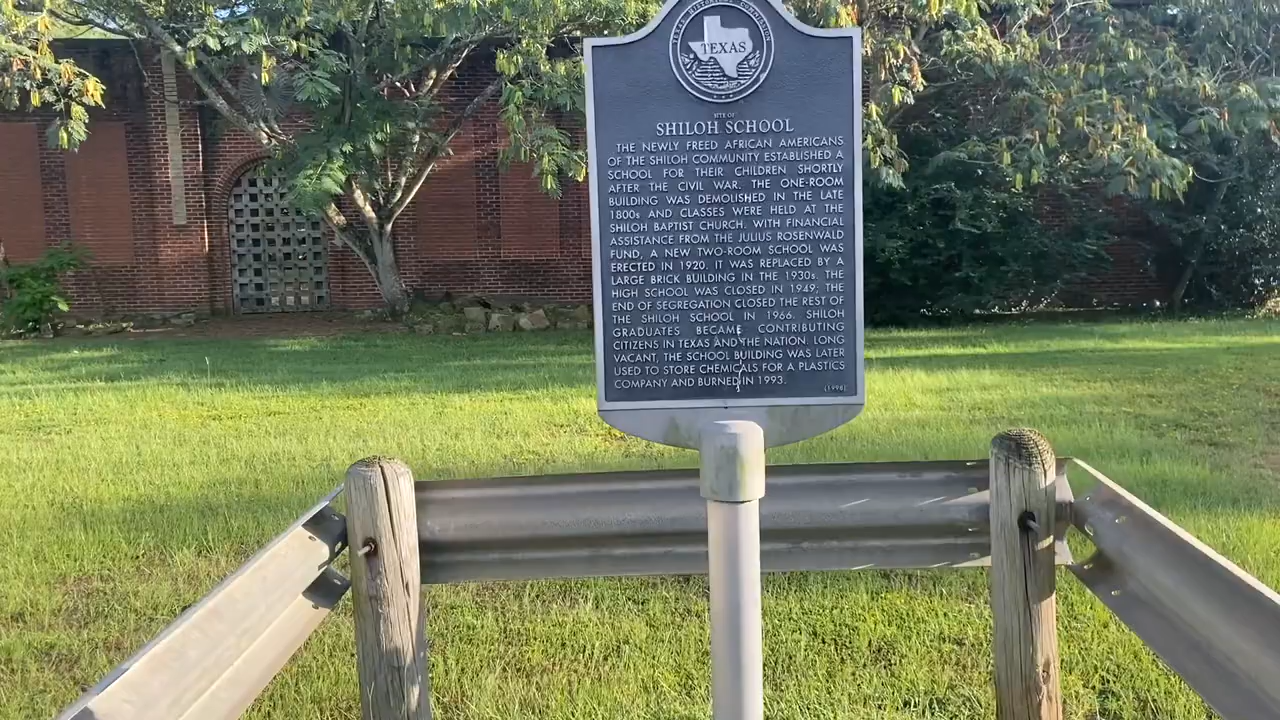 TEXAS HISTORICAL COMMISSION
TEXAS
SITE OF
SHILOH SCHOOL
THE NEWLY FREED AFRICAN AMERICANS
OF THE SHILOH COMMUNITY ESTABLISHED A
SCHOOL FOR THEIR CHILDREN SHORTLY
AFTER THE CIVIL WAR. THE ONE-ROOM
BUILDING WAS DEMOLISHED IN THE LATE
1800s AND CLASSES WERE HELD AT THE
SHILOH BAPTIST CHURCH. WITH FINANCIAL
ASSISTANCE FROM THE JULIUS ROSENWALD
FUND, A NEW TWO-ROOM SCHOOL WAS
ERECTED IN 1920. IT WAS REPLACED BY A
LARGE BRICK BUILDING IN THE 1930s. THE
HIGH SCHOOL WAS CLOSED IN 1949; THE
END OF SEGREGATION CLOSED THE REST OF
THE SHILOH SCHOOL IN 1966. SHILOH
GRADUATES BECAME CONTRIBUTING
CITIZENS IN TEXAS AND THE NATION. LONG
VACANT, THE SCHOOL BUILDING WAS LATER
USED TO STORE CHEMICALS FOR A PLASTICS
COMPANY AND BURNED IN 1993.
(1998)